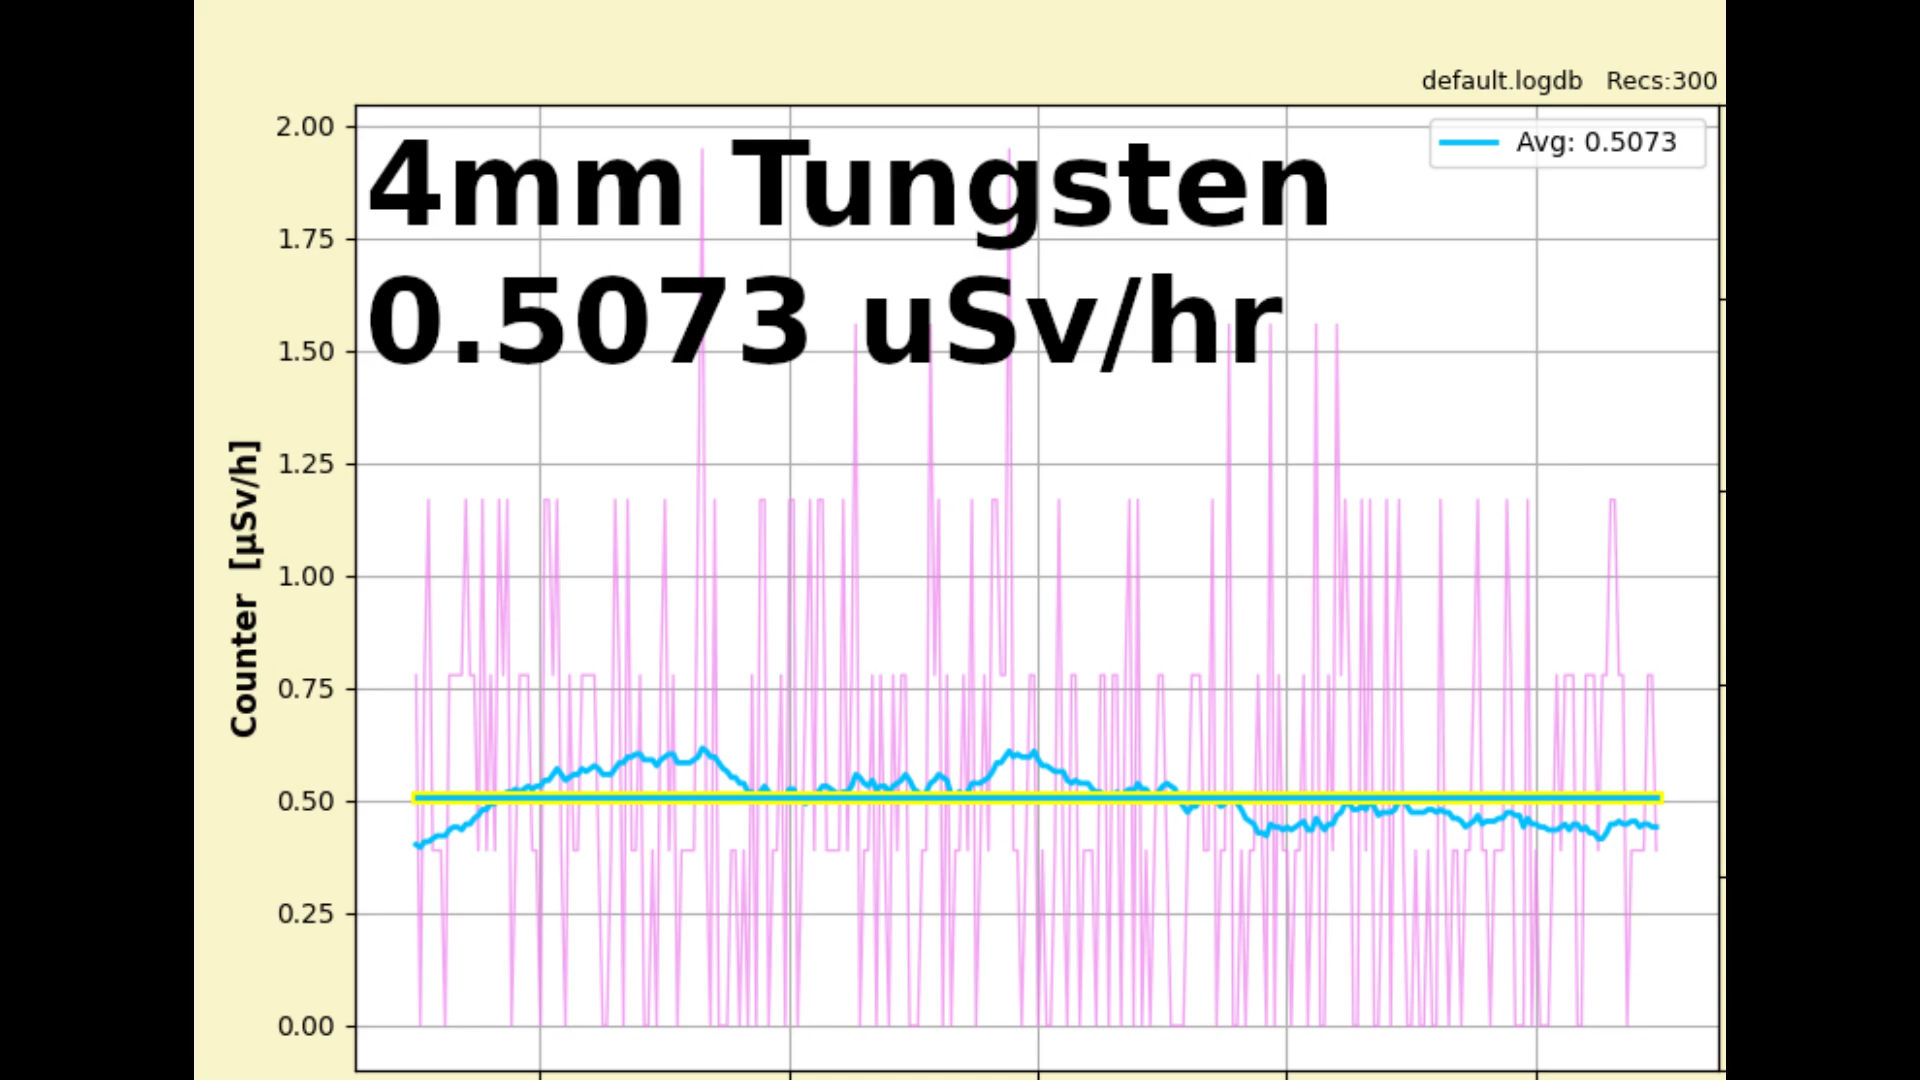 default.logdb Recs:300
Avg: 0.5073
4mm Tungsten
0.5073 uSv/hr
Counter [µSv/h]
2.00
1.75
1.50
1.25
1.00
0.75
0.50
0.25
0.00